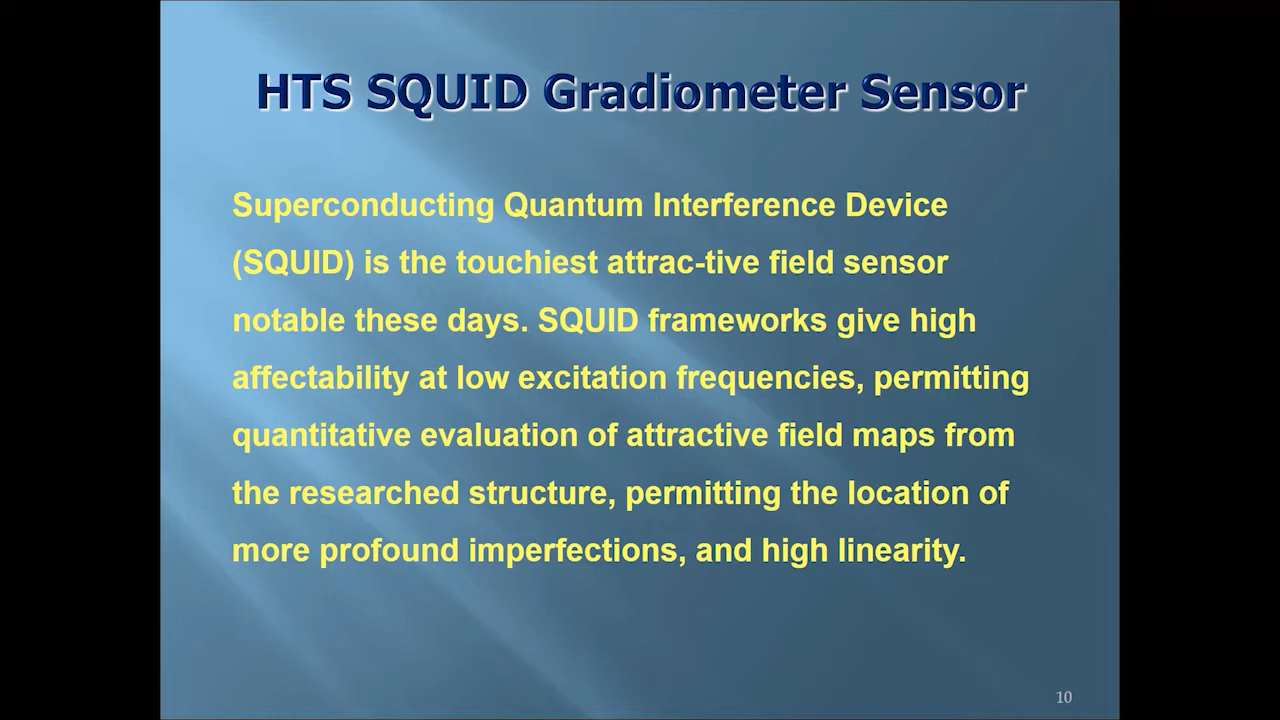 HTS SQUID Gradiometer Sensor
Superconducting Quantum Interference Device
(SQUID) is the touchiest attrac-tive field sensor
notable these days. SQUID frameworks give high
affectability at low excitation frequencies, permitting
quantitative evaluation of attractive field maps from
the researched structure, permitting the location of
more profound imperfections, and high linearity.
10